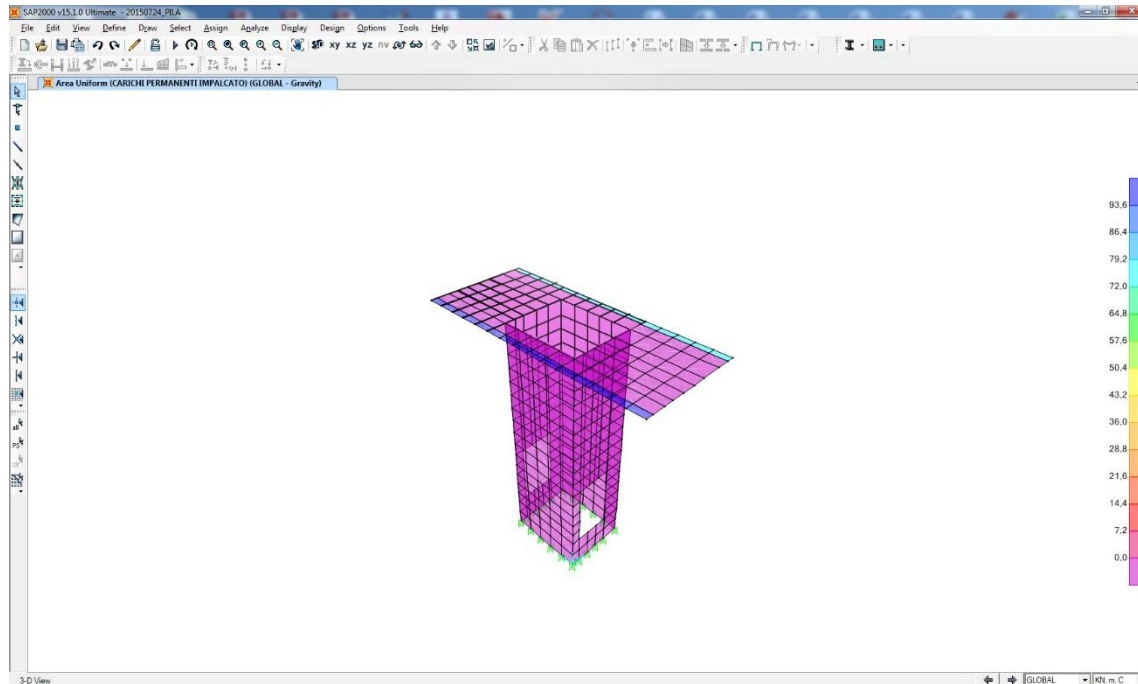 SAP2000 v15.1.0 Ultimate - 20150724_PILA
File Edit View Define Draw Select Assign Analyze Display Design Options Tools Help
xy xz yz nv
Area Uniform (CARICHI PERMANENTI IMPALCATO) (GLOBAL - Gravity)
93,6
86,4
79,2
72,0
64,8
57,6
50,4
43,2
36,0
28,8
21,6
14,4
7,2
0,0
all
PS
3-D View
GLOBAL
KN, m, C